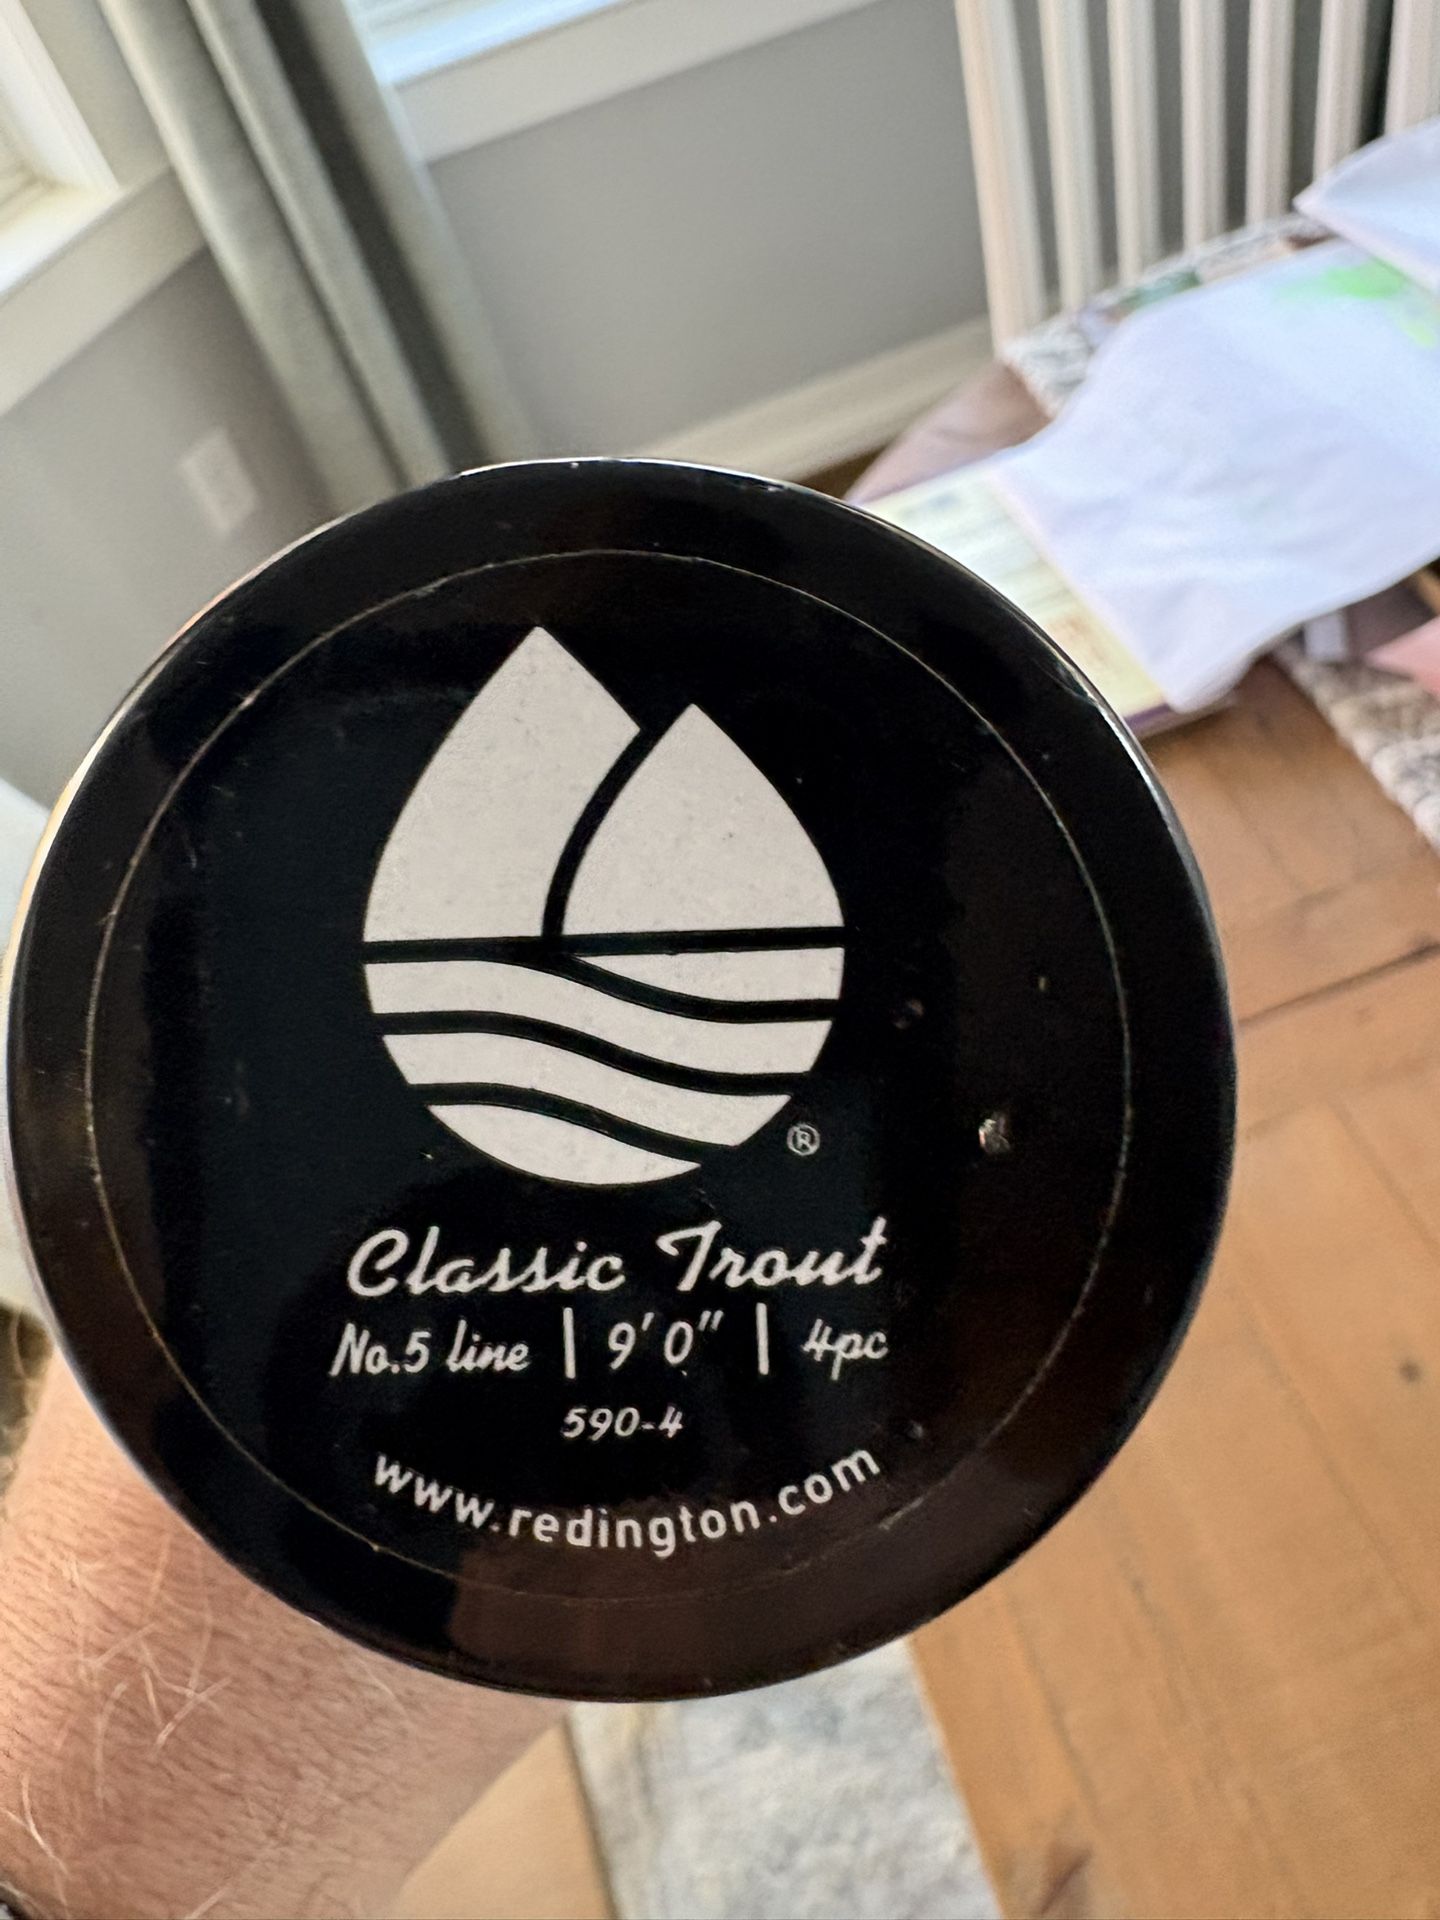 ®
Classic Trout
No.5 line | 9'0" | 4pc
590-4
www.redington.com